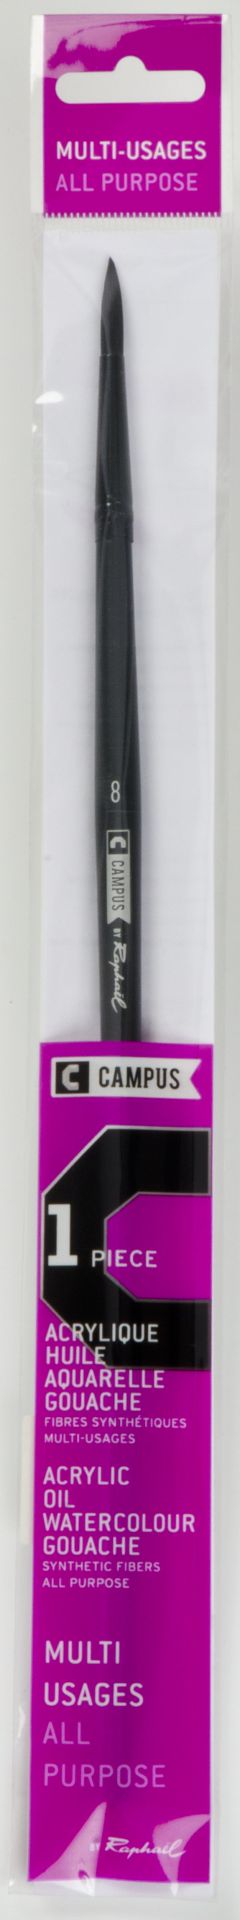 MULTI-USAGES
ALL PURPOSE
8
C CAMPUS
BY Raphaël
C CAMPUS
1 PIECE
ACRYLIQUE
HUILE
AQUARELLE
GOUACHE
FIBRES SYNTHÉTIQUES
MULTI-USAGES
ACRYLIC
OIL
WATERCOLOUR
GOUACHE
SYNTHETIC FIBERS
ALL PURPOSE
MULTI
USAGES
ALL
PURPOSE
BY Raphaël